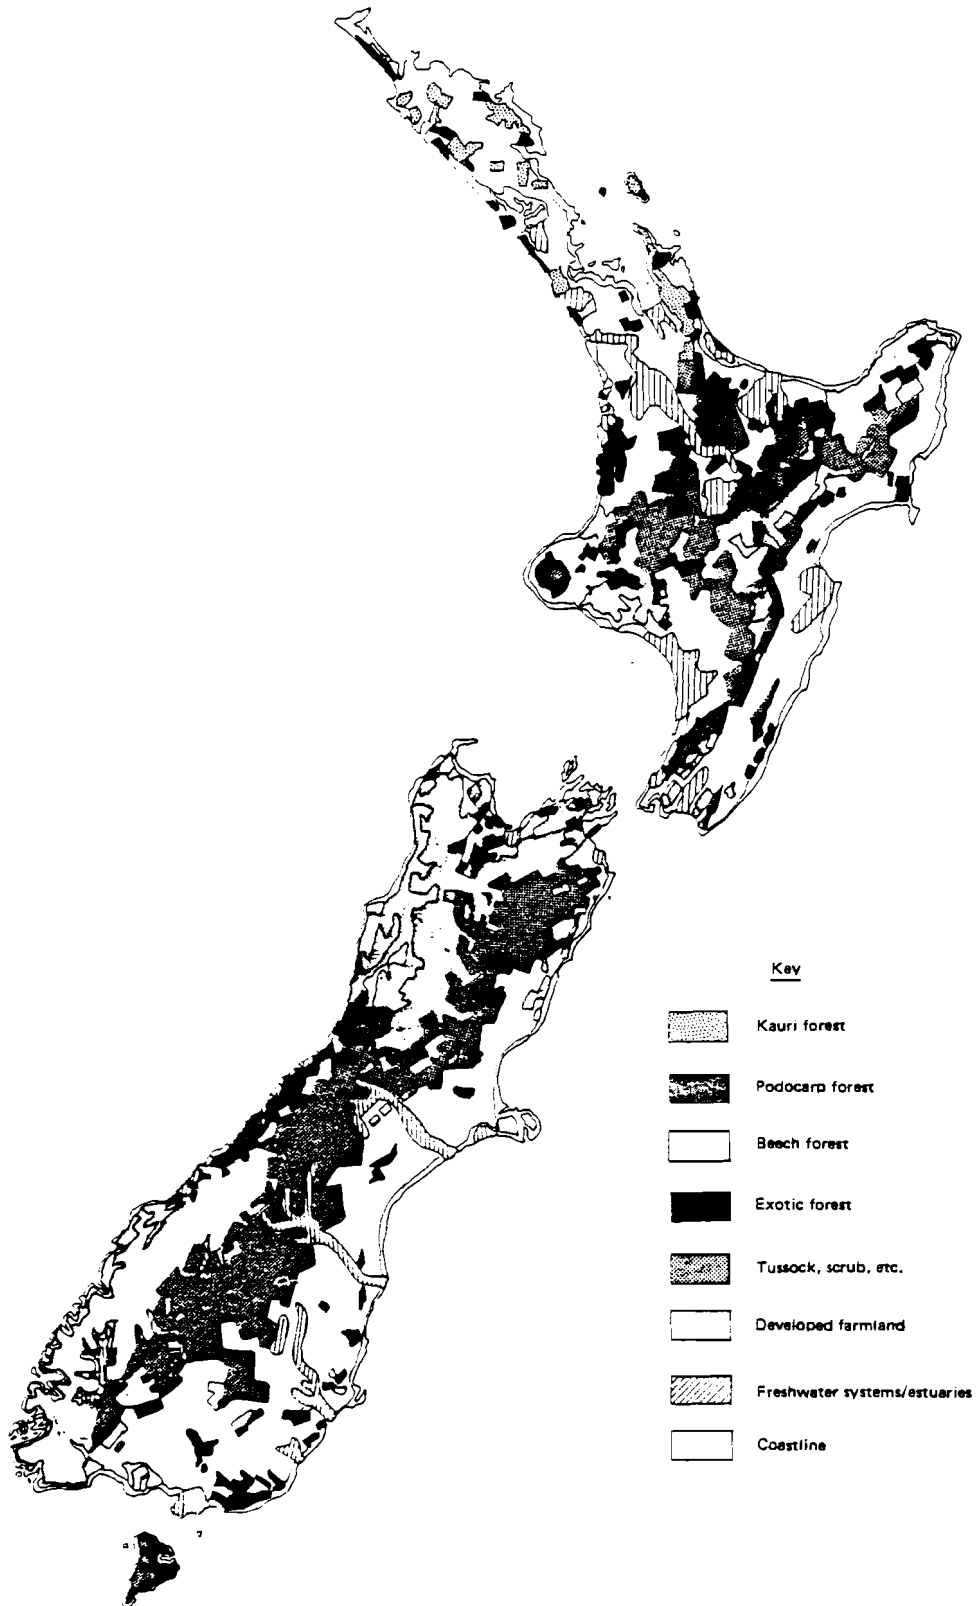 Key
Kauri forest
Podocarp forest
Beech forest
Exotic forest
Tussock, scrub, etc.
Developed farmland
Freshwater systems/estuaries
Coastline